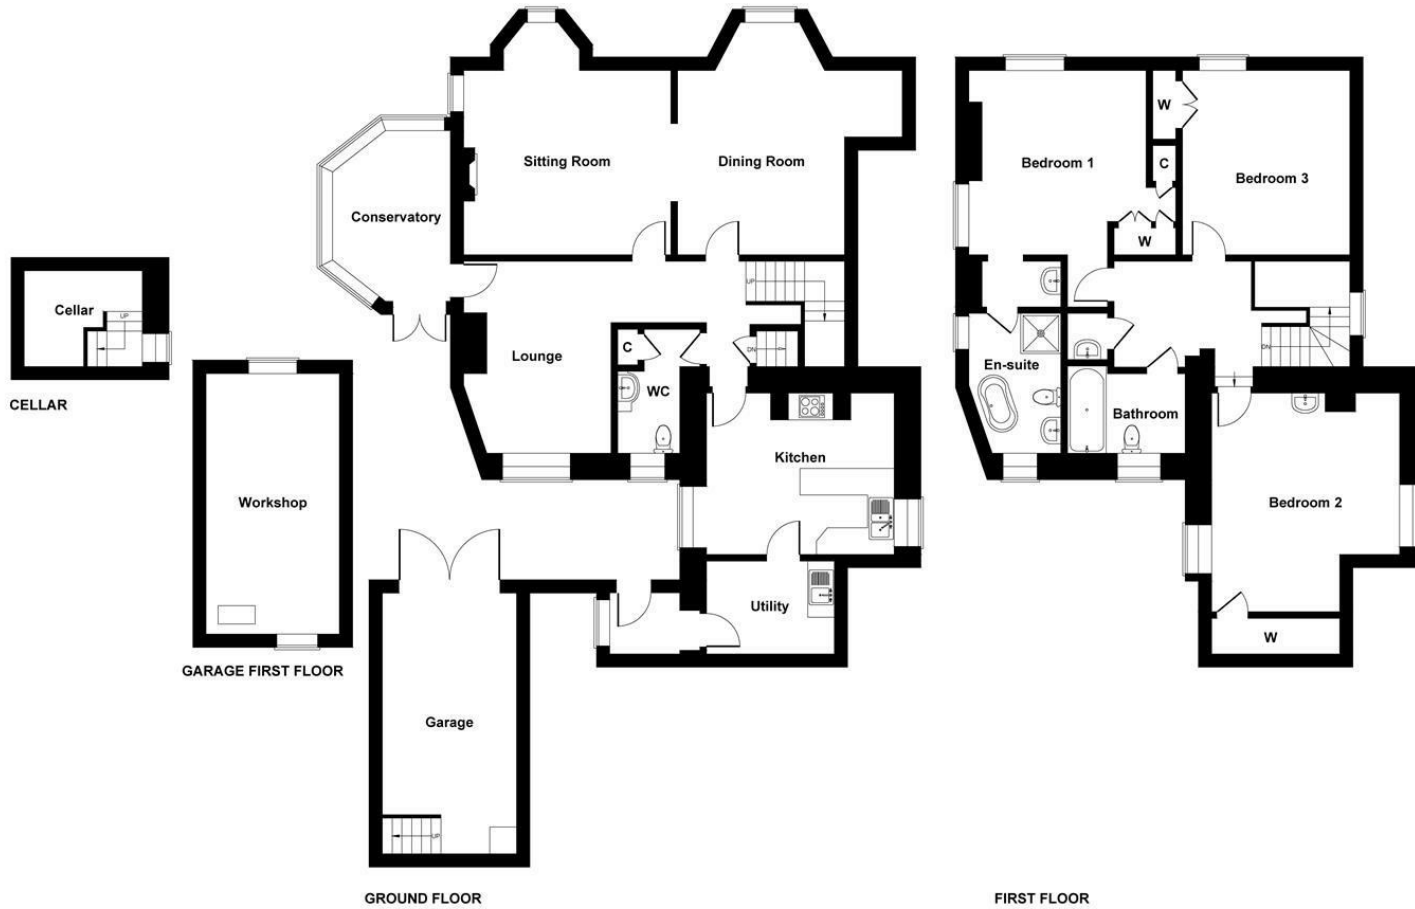 Cellar
UP
CELLAR
Workshop
GARAGE FIRST FLOOR
Sitting Room
Dining Room
Conservatory
UP
Lounge
C
DN
WC
Kitchen
Utility
Garage
UP
GROUND FLOOR
W
Bedroom 1
C
Bedroom 3
W
En-suite
DN
Bathroom
Bedroom 2
W
FIRST FLOOR